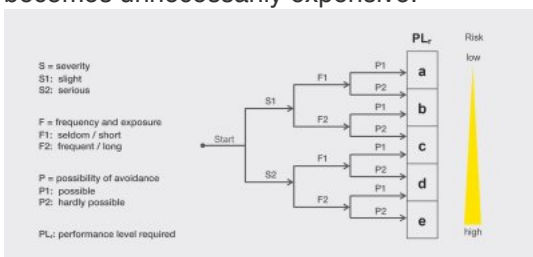 becomes unnecessarily expensive.
PLr Risk
low
S = severity
S1: slight
S2: serious
F = frequency and exposure
F1: seldom / short
F2: frequent / long
P = possibility of avoidance
P1: possible
P2: hardly possible
PLr: performance level required
Start
S1
S2
F1
F2
F1
F2
P1
P2
P1
P2
P1
P2
P1
P2
a
b
c
d
e
high